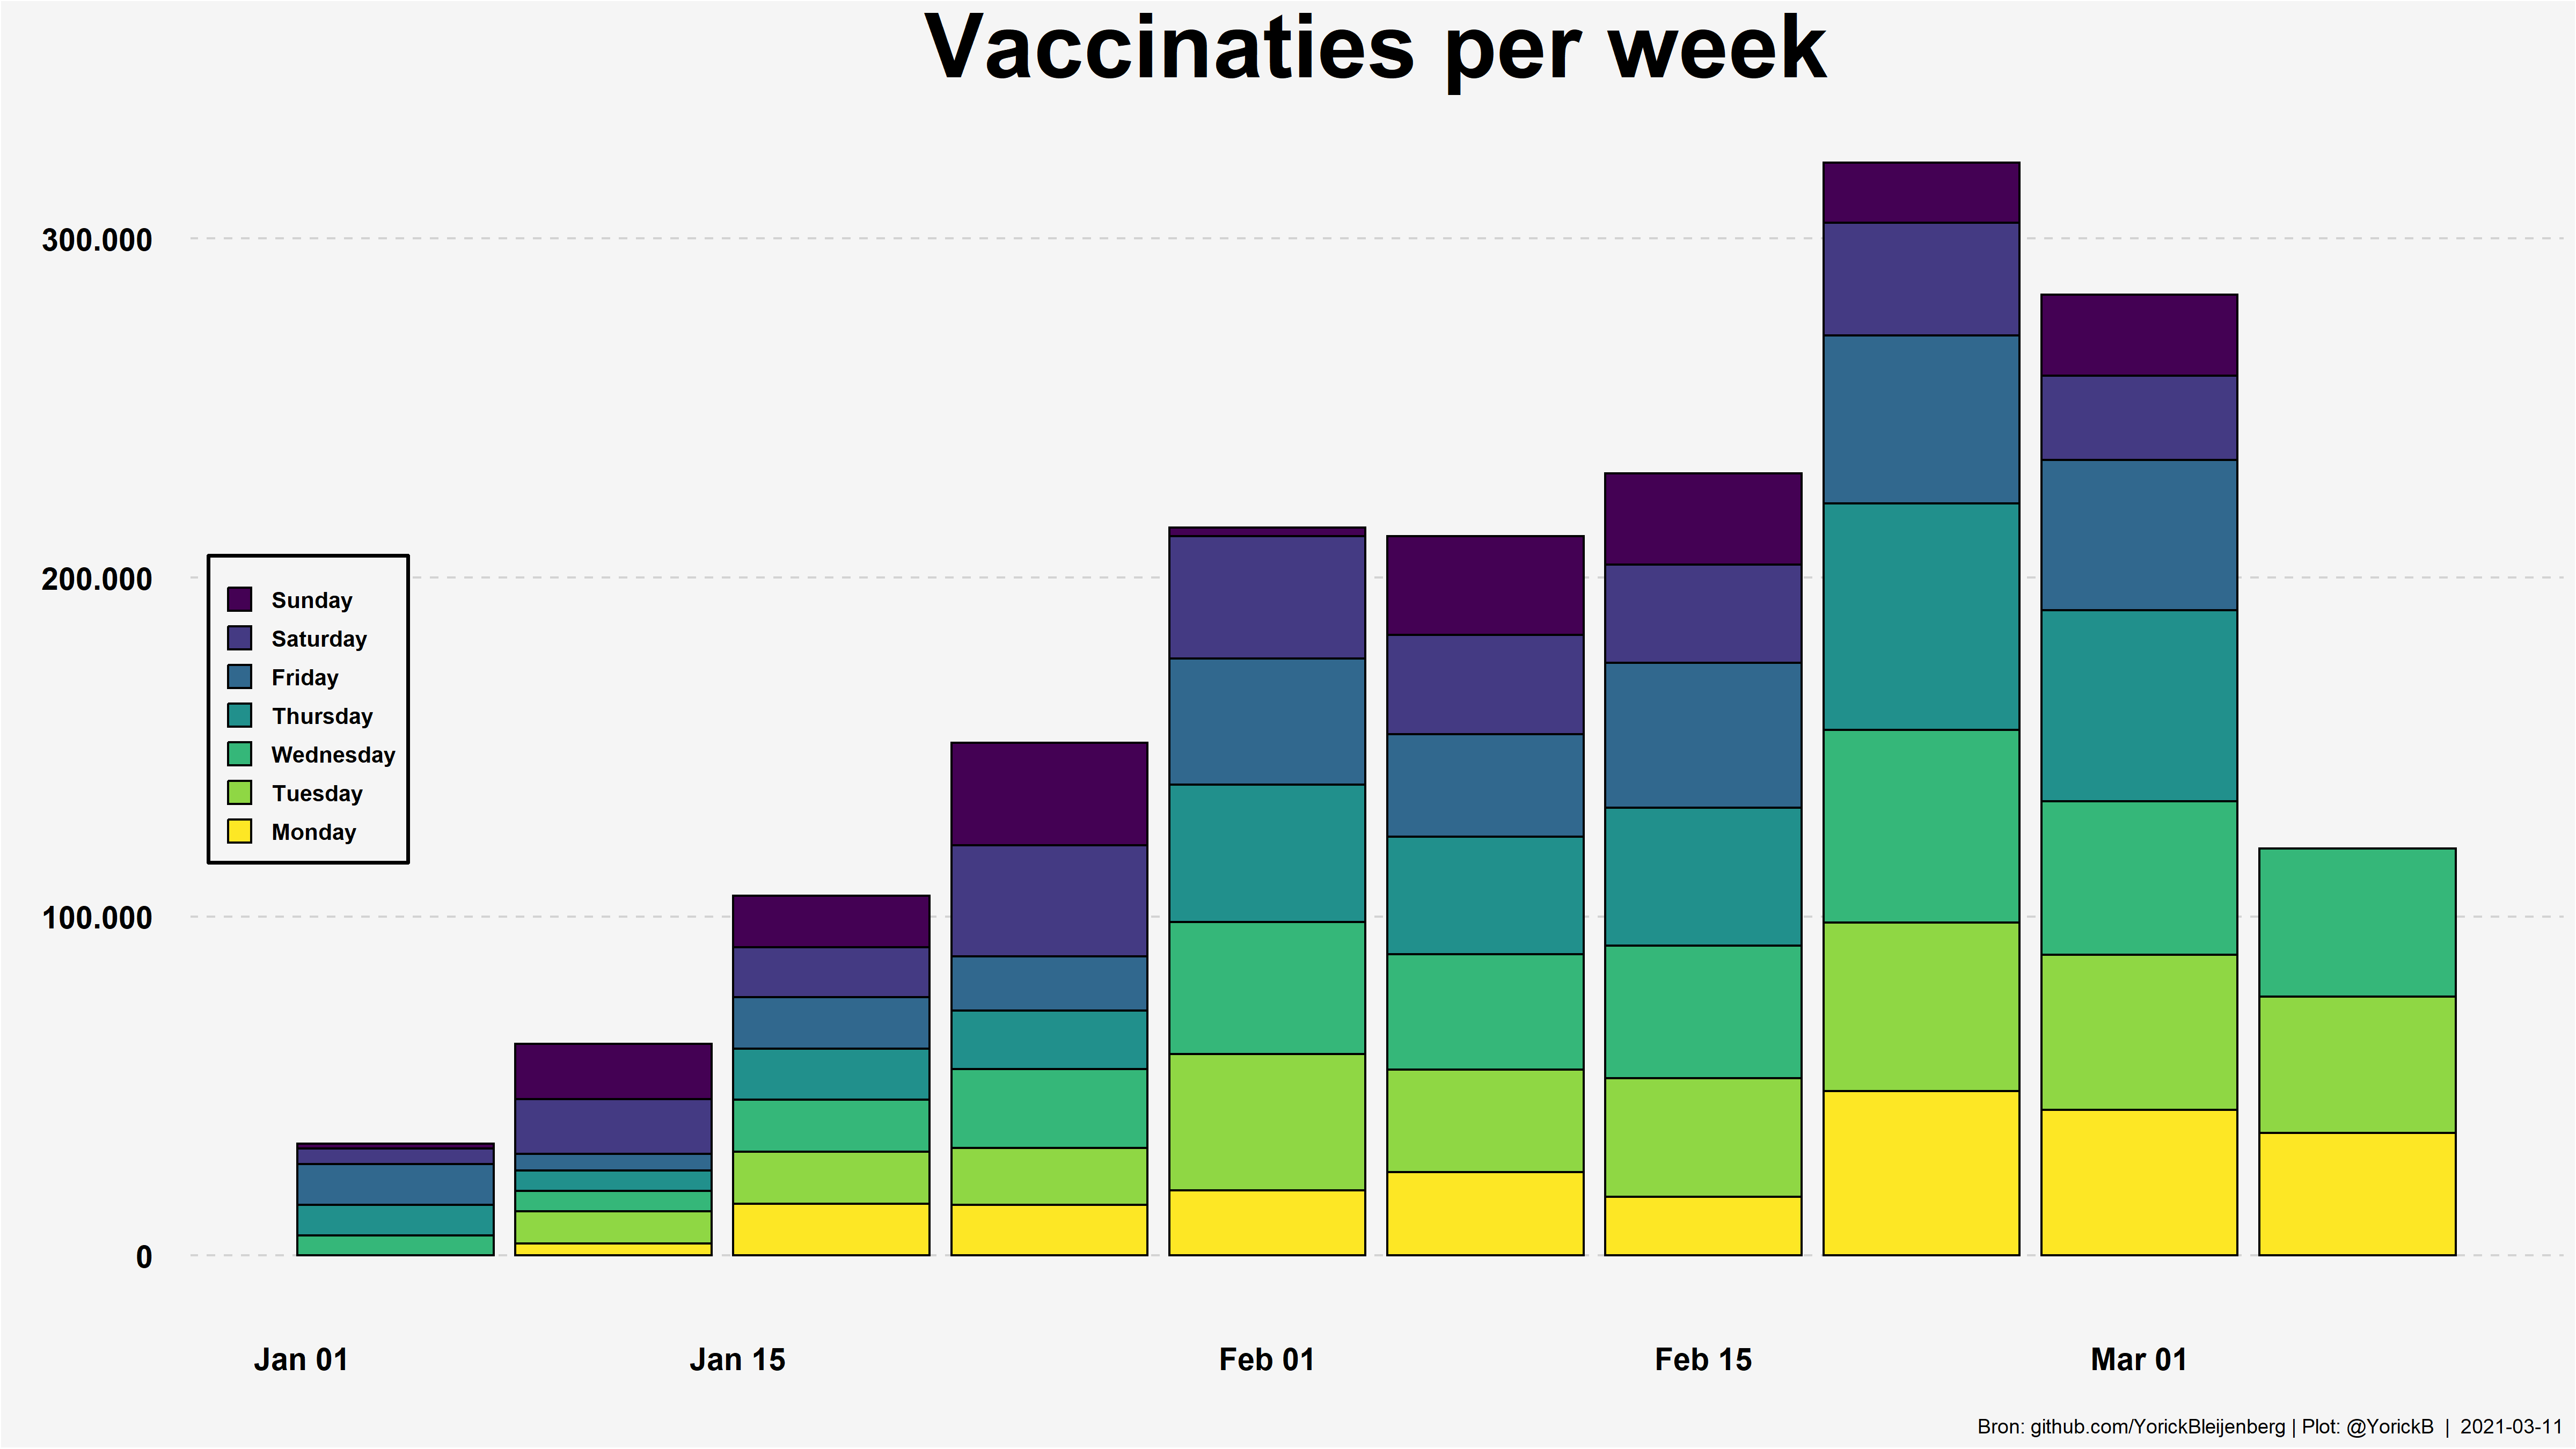 Vaccinaties per week
300.000
200.000
100.000
0
Sunday
Saturday
Friday
Thursday
Wednesday
Tuesday
Monday
Jan 01
Jan 15
Feb 01
Feb 15
Mar 01
Bron: github.com/YorickBleijenberg | Plot: @YorickB | 2021-03-11